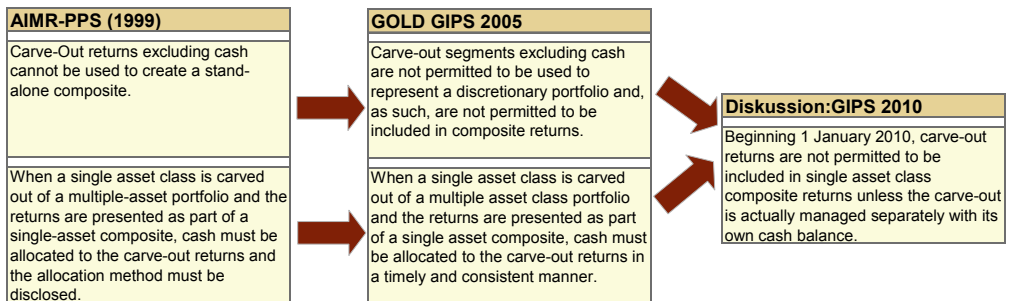 AIMR-PPS (1999)
Carve-Out returns excluding cash
cannot be used to create a stand-
alone composite.
When a single asset class is carved
out of a multiple-asset portfolio and the
returns are presented as part of a
single-asset composite, cash must be
allocated to the carve-out returns and
the allocation method must be
disclosed.
GOLD GIPS 2005
Carve-out segments excluding cash
are not permitted to be used to
represent a discretionary portfolio and,
as such, are not permitted to be
included in composite returns.
When a single asset class is carved
out of a multiple asset class portfolio
and the returns are presented as part
of a single asset composite, cash must
be allocated to the carve-out returns in
a timely and consistent manner.
Diskussion:GIPS 2010
Beginning 1 January 2010, carve-out
returns are not permitted to be
included in single asset class
composite returns unless the carve-out
is actually managed separately with its
own cash balance.